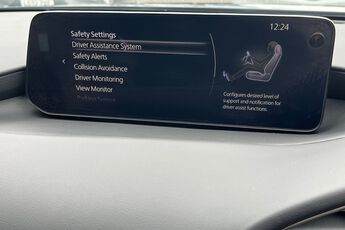 12:24
Safety Settings
Driver Assistance System
Safety Alerts
Collision Avoidance
Driver Monitoring
View Monitor
Configures desired level of
support and notification for
driver assist functions.